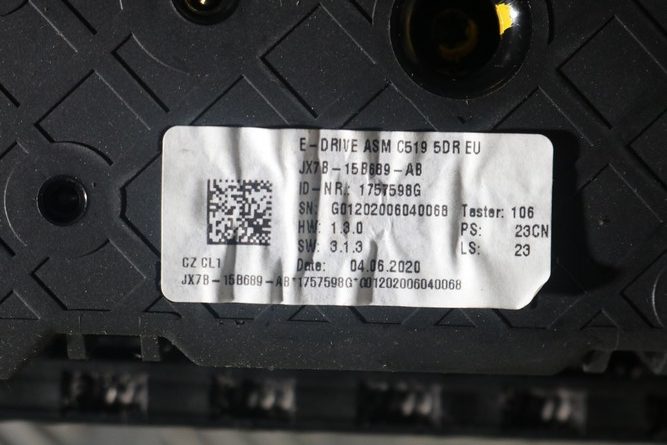 E-DRIVE ASM C519 5DR EU
JX7B-15B689-AB
ID-NR.: 1757598G
SN: G01202006040068 Tester: 106
HW: 1.3.0 PS: 23CN
SW: 3.1.3 LS: 23
CZ CL1 Date: 04.06.2020
JX7B-15B689-AB*1757598G*G01202006040068